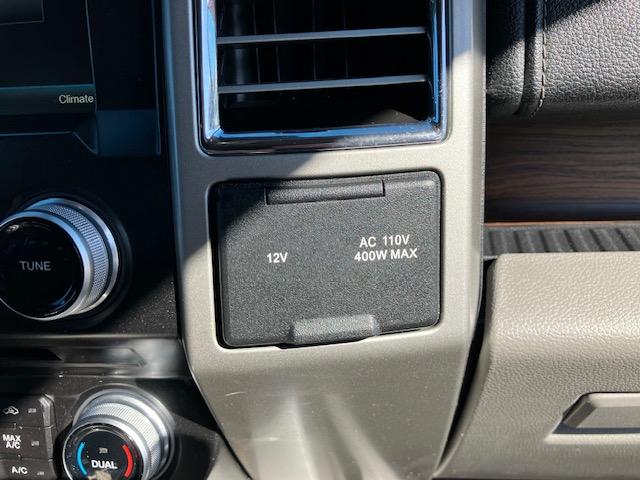 Climate
TUNE
12V
AC 110V
400W MAX
MAX
A/C
A/C
DUAL